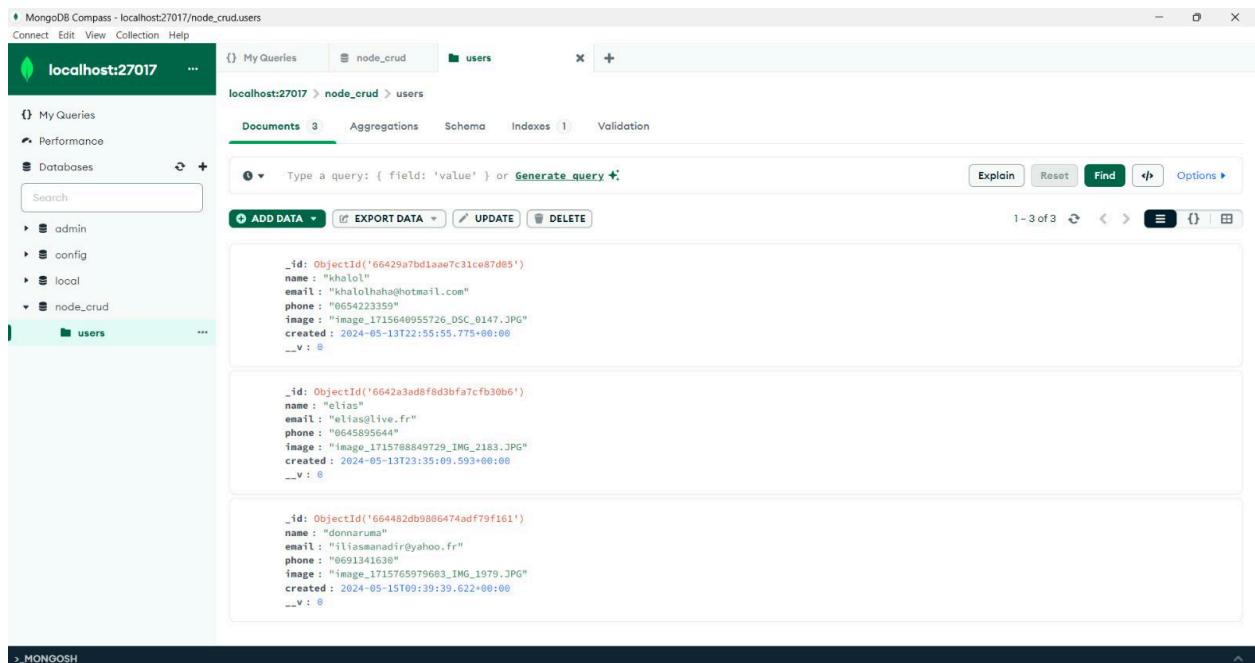 MongoDB Compass - localhost:27017/node_crud.users
Connect Edit View Collection Help
localhost:27017 ...
{} My Queries
node_crud
users
localhost:27017 > node_crud > users
{} My Queries
Performance
Databases
Search
admin
config
local
node_crud
users ...
Documents 3 Aggregations Schema Indexes 1 Validation
Type a query: { field: 'value' } or Generate query
Explain Reset Find </> Options
ADD DATA EXPORT DATA UPDATE DELETE
1 – 3 of 3 {}
_id: ObjectId('66429a7bd1aae7c31ce87d05')
name : "khalol"
email : "khalolhaha@hotmail.com"
phone : "0654223359"
image : "image_1715640955726_DSC_0147.JPG"
created : 2024-05-13T22:55:55.775+00:00
__v : 0
_id: ObjectId('6642a3ad8f8d3bfa7cfb30b6')
name : "elias"
email : "elias@live.fr"
phone : "0645895644"
image : "image_1715708849729_IMG_2183.JPG"
created : 2024-05-13T23:35:09.593+00:00
__v : 0
_id: ObjectId('664482db9806474adf79f161')
name : "donnaruma"
email : "iliasmanadir@yahoo.fr"
phone : "0691341630"
image : "image_1715765979603_IMG_1979.JPG"
created : 2024-05-15T09:39:39.622+00:00
__v : 0
>_MONGOSH